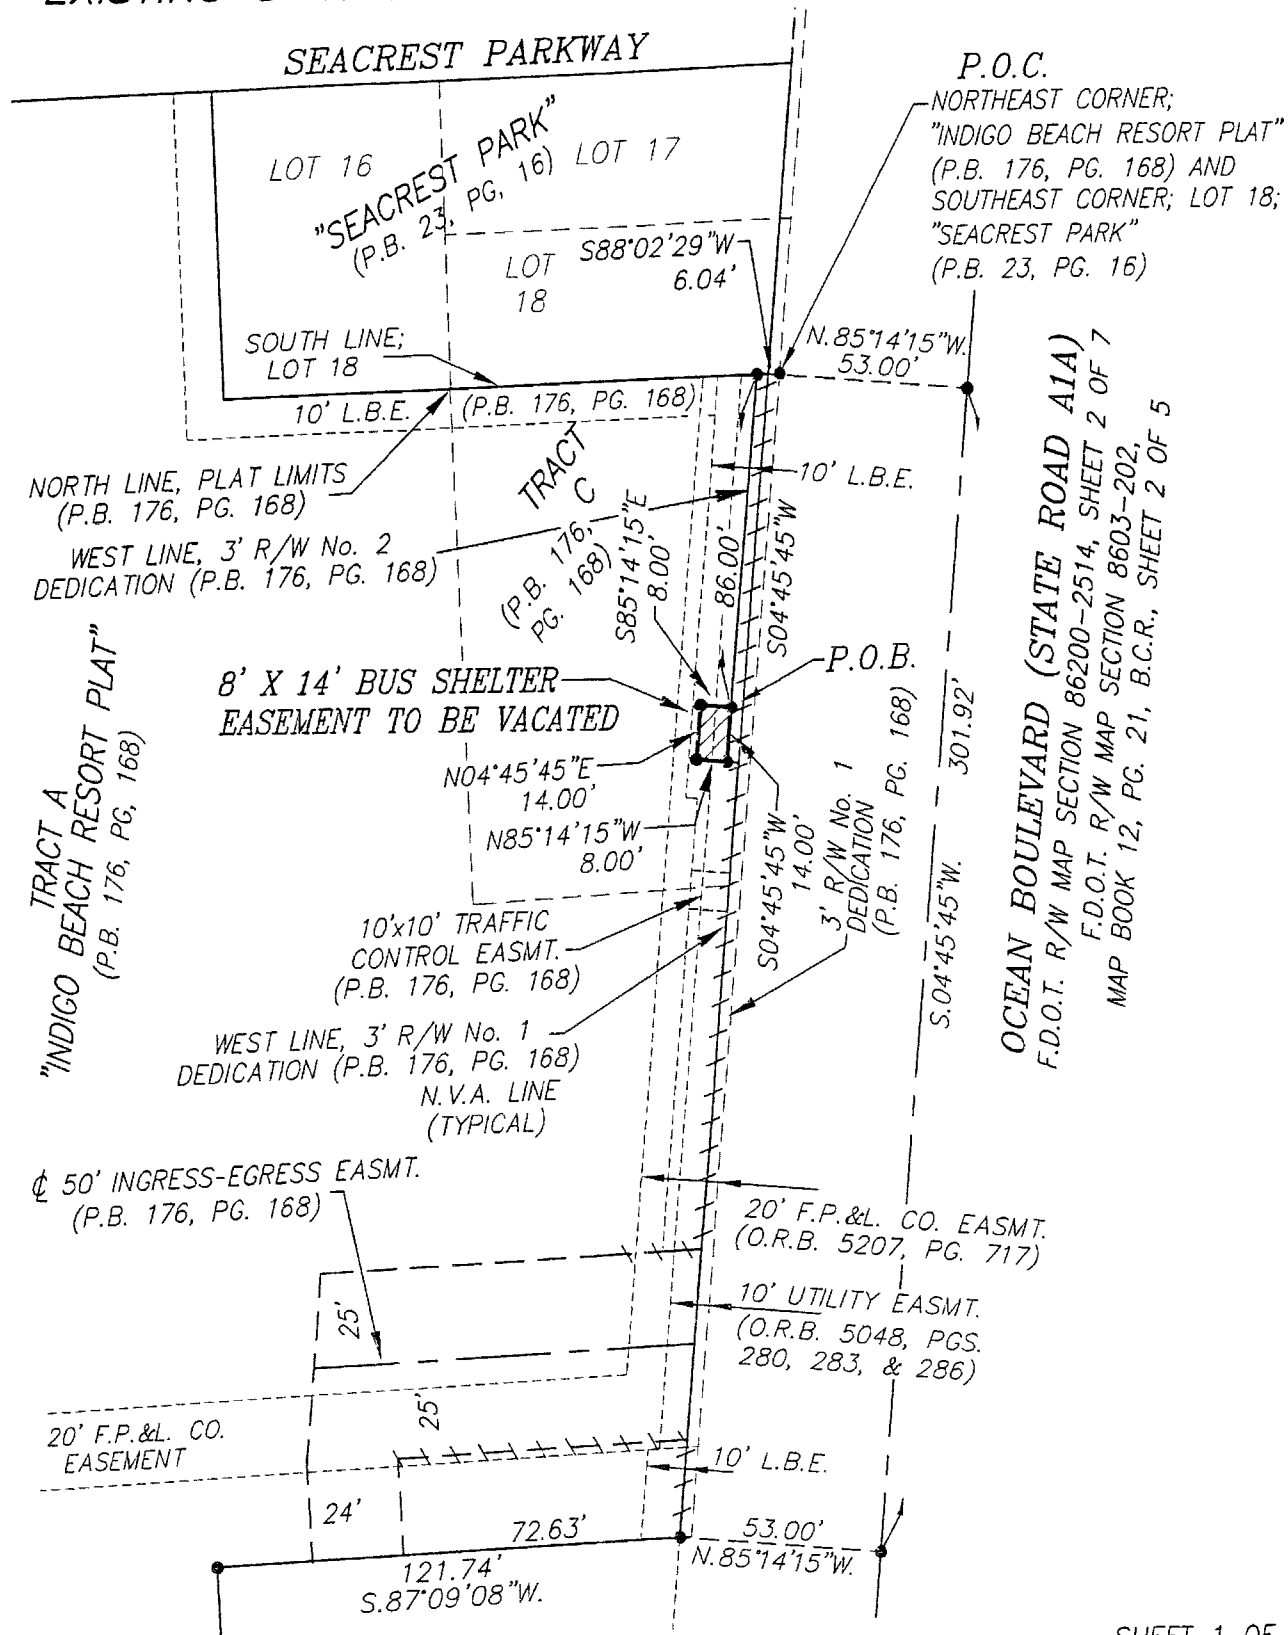 SEACREST PARKWAY
P.O.C.
NORTHEAST CORNER;
"INDIGO BEACH RESORT PLAT"
(P.B. 176, PG. 168) AND
SOUTHEAST CORNER; LOT 18;
"SEACREST PARK"
(P.B. 23, PG. 16)
LOT 16
"SEACREST PARK"
(P.B. 23, PG, 16)
LOT 17
LOT
18
S88°02'29"W
6.04'
N.85°14'15"W.
53.00'
SOUTH LINE;
LOT 18
10' L.B.E.
(P.B. 176, PG. 168)
NORTH LINE, PLAT LIMITS
(P.B. 176, PG. 168)
WEST LINE, 3' R/W No. 2
DEDICATION (P.B. 176, PG. 168)
TRACT
C
(P.B. 176,
PG. 168)
10' L.B.E.
S85°14'15"E
8.00'
86.00'
S04°45'45"W
P.O.B.
8' X 14' BUS SHELTER
EASEMENT TO BE VACATED
N04°45'45"E
14.00'
N85°14'15"W
8.00'
S04°45'45"W
14.00'
3' R/W No. 1
DEDICATION
(P.B. 176, PG. 168)
S.04°45'45"W.
301.92'
OCEAN BOULEVARD (STATE ROAD A1A)
F.D.O.T. R/W MAP SECTION 86200-2514, SHEET 2 OF 7
F.D.O.T. R/W MAP SECTION 8603-202,
MAP BOOK 12, PG. 21, B.C.R., SHEET 2 OF 5
TRACT A
"INDIGO BEACH RESORT PLAT"
(P.B. 176, PG, 168)
10'x10' TRAFFIC
CONTROL EASMT.
(P.B. 176, PG. 168)
WEST LINE, 3' R/W No. 1
DEDICATION (P.B. 176, PG. 168)
N.V.A. LINE
(TYPICAL)
℄ 50' INGRESS-EGRESS EASMT.
(P.B. 176, PG. 168)
20' F.P.&L. CO. EASMT.
(O.R.B. 5207, PG. 717)
10' UTILITY EASMT.
(O.R.B. 5048, PGS.
280, 283, & 286)
25'
25'
20' F.P.&L. CO.
EASEMENT
10' L.B.E.
24'
72.63'
53.00'
N.85°14'15"W.
121.74'
S.87°09'08"W.